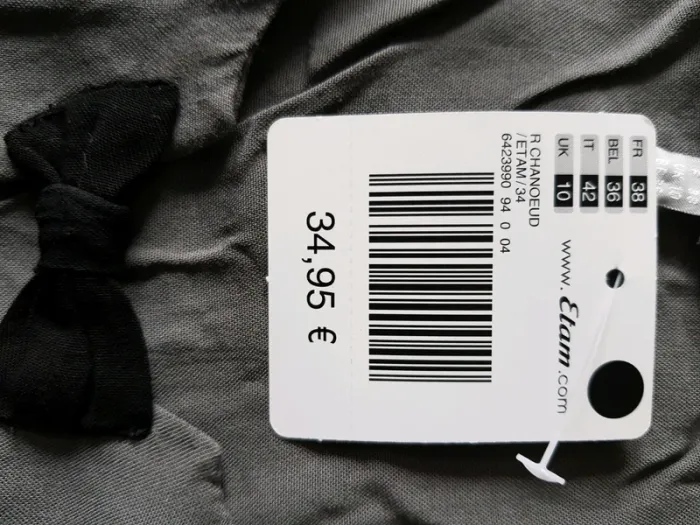 FR 38
BEL 36
IT 42
UK 10
www.Etam.com
R CHANOEUD
/ETAM/34
6423990 94 0 04
34,95 €